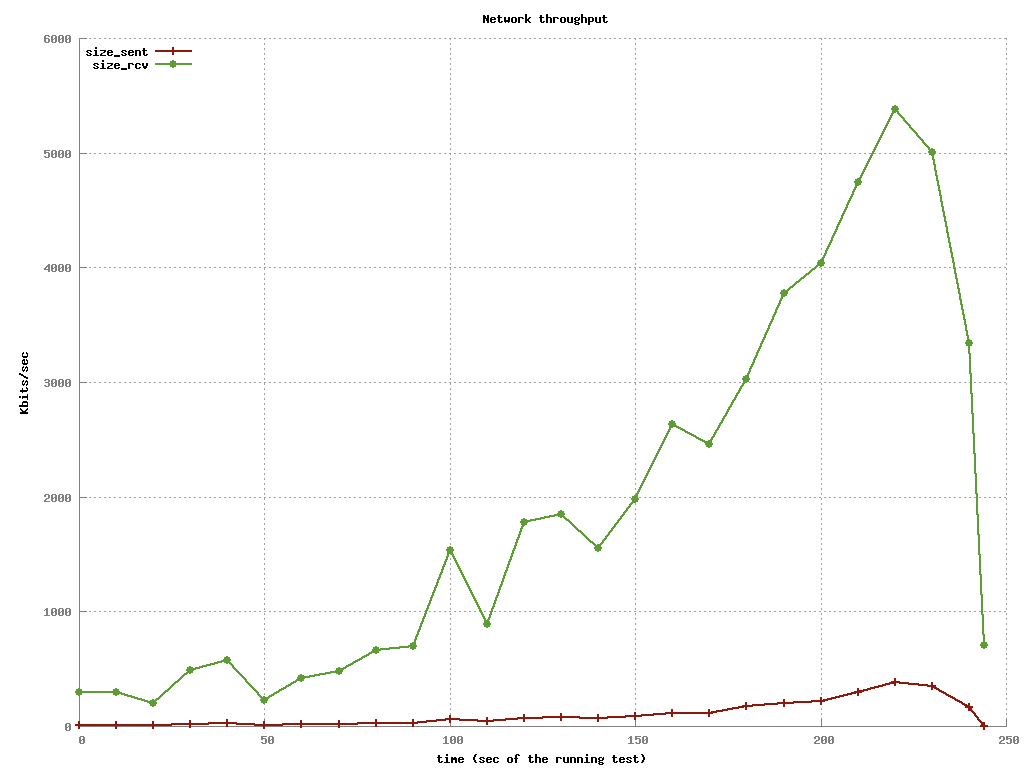 Network throughput
6000
size_sent
size_rcv
5000
4000
3000
Kbits/sec
2000
1000
0
0 50 100 150 200 250
time (sec of the running test)